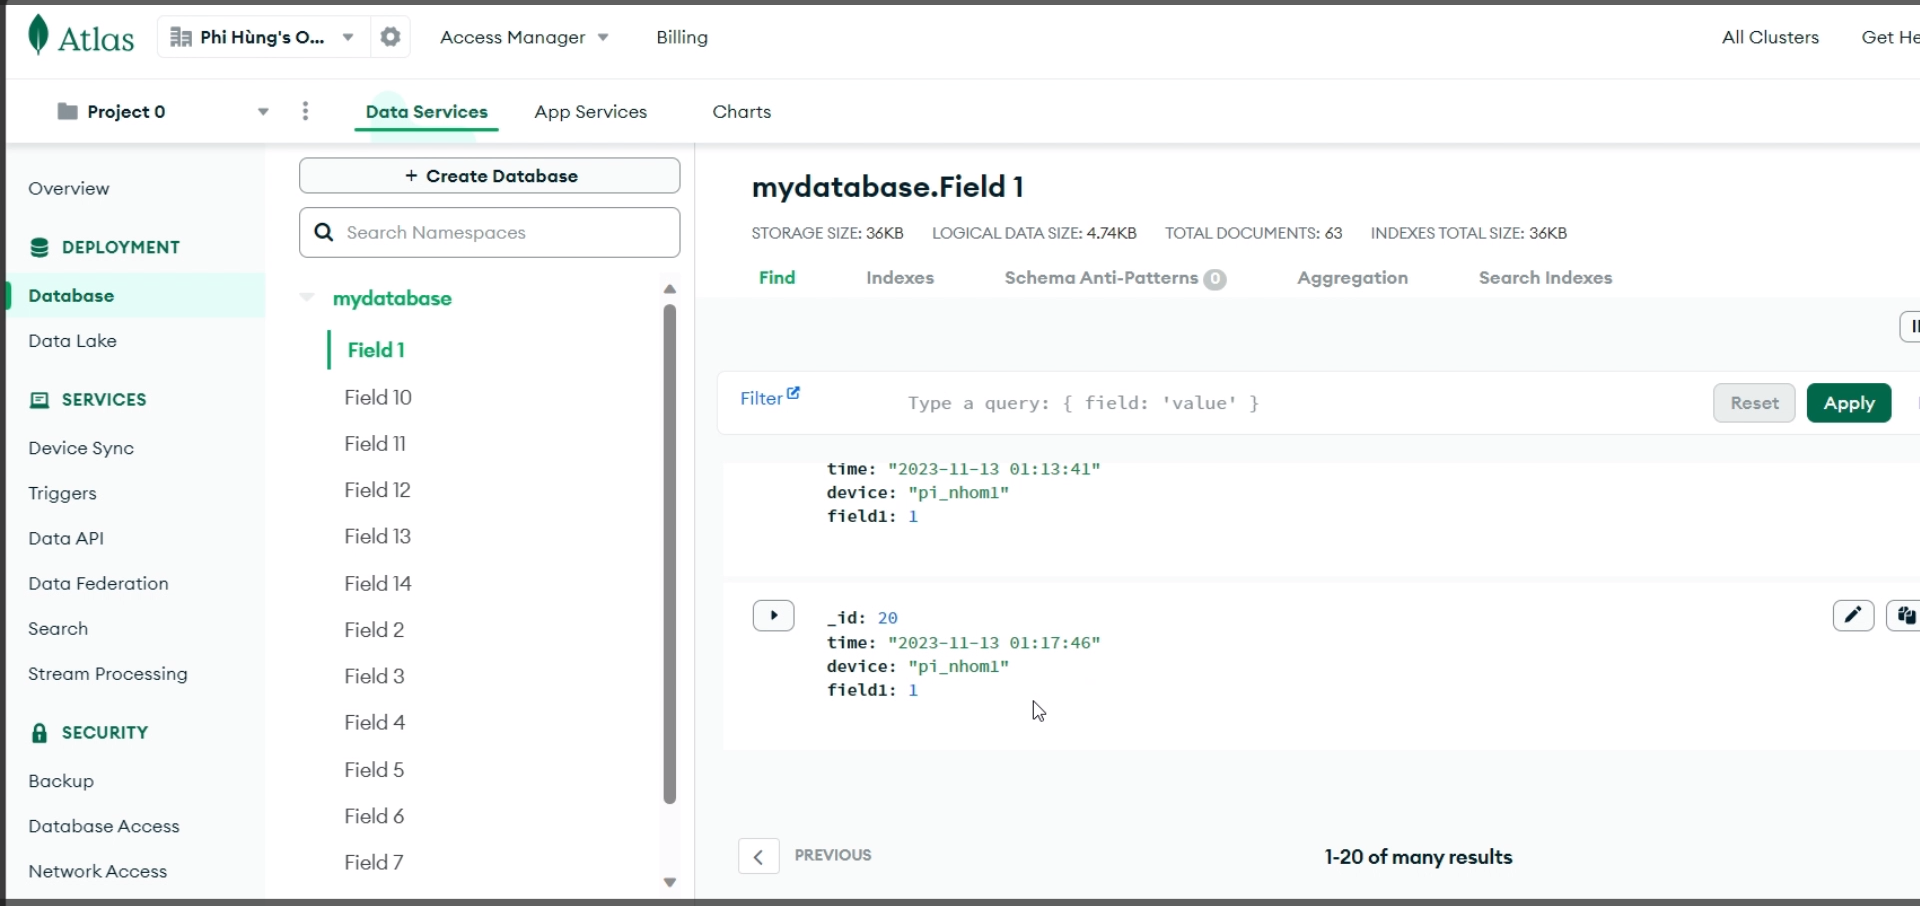 Atlas
Phi Hùng's O...
Access Manager
Billing
All Clusters
Get He
Project 0
Data Services
App Services
Charts
Overview
DEPLOYMENT
Database
Data Lake
SERVICES
Device Sync
Triggers
Data API
Data Federation
Search
Stream Processing
SECURITY
Backup
Database Access
Network Access
+ Create Database
Search Namespaces
mydatabase
Field 1
Field 10
Field 11
Field 12
Field 13
Field 14
Field 2
Field 3
Field 4
Field 5
Field 6
Field 7
mydatabase.Field 1
STORAGE SIZE: 36KB LOGICAL DATA SIZE: 4.74KB TOTAL DOCUMENTS: 63 INDEXES TOTAL SIZE: 36KB
Find
Indexes
Schema Anti-Patterns 0
Aggregation
Search Indexes
Filter
Type a query: { field: 'value' }
Reset
Apply
time: "2023-11-13 01:13:41"
device: "pi_nhom1"
field1: 1
_id: 20
time: "2023-11-13 01:17:46"
device: "pi_nhom1"
field1: 1
PREVIOUS
1-20 of many results